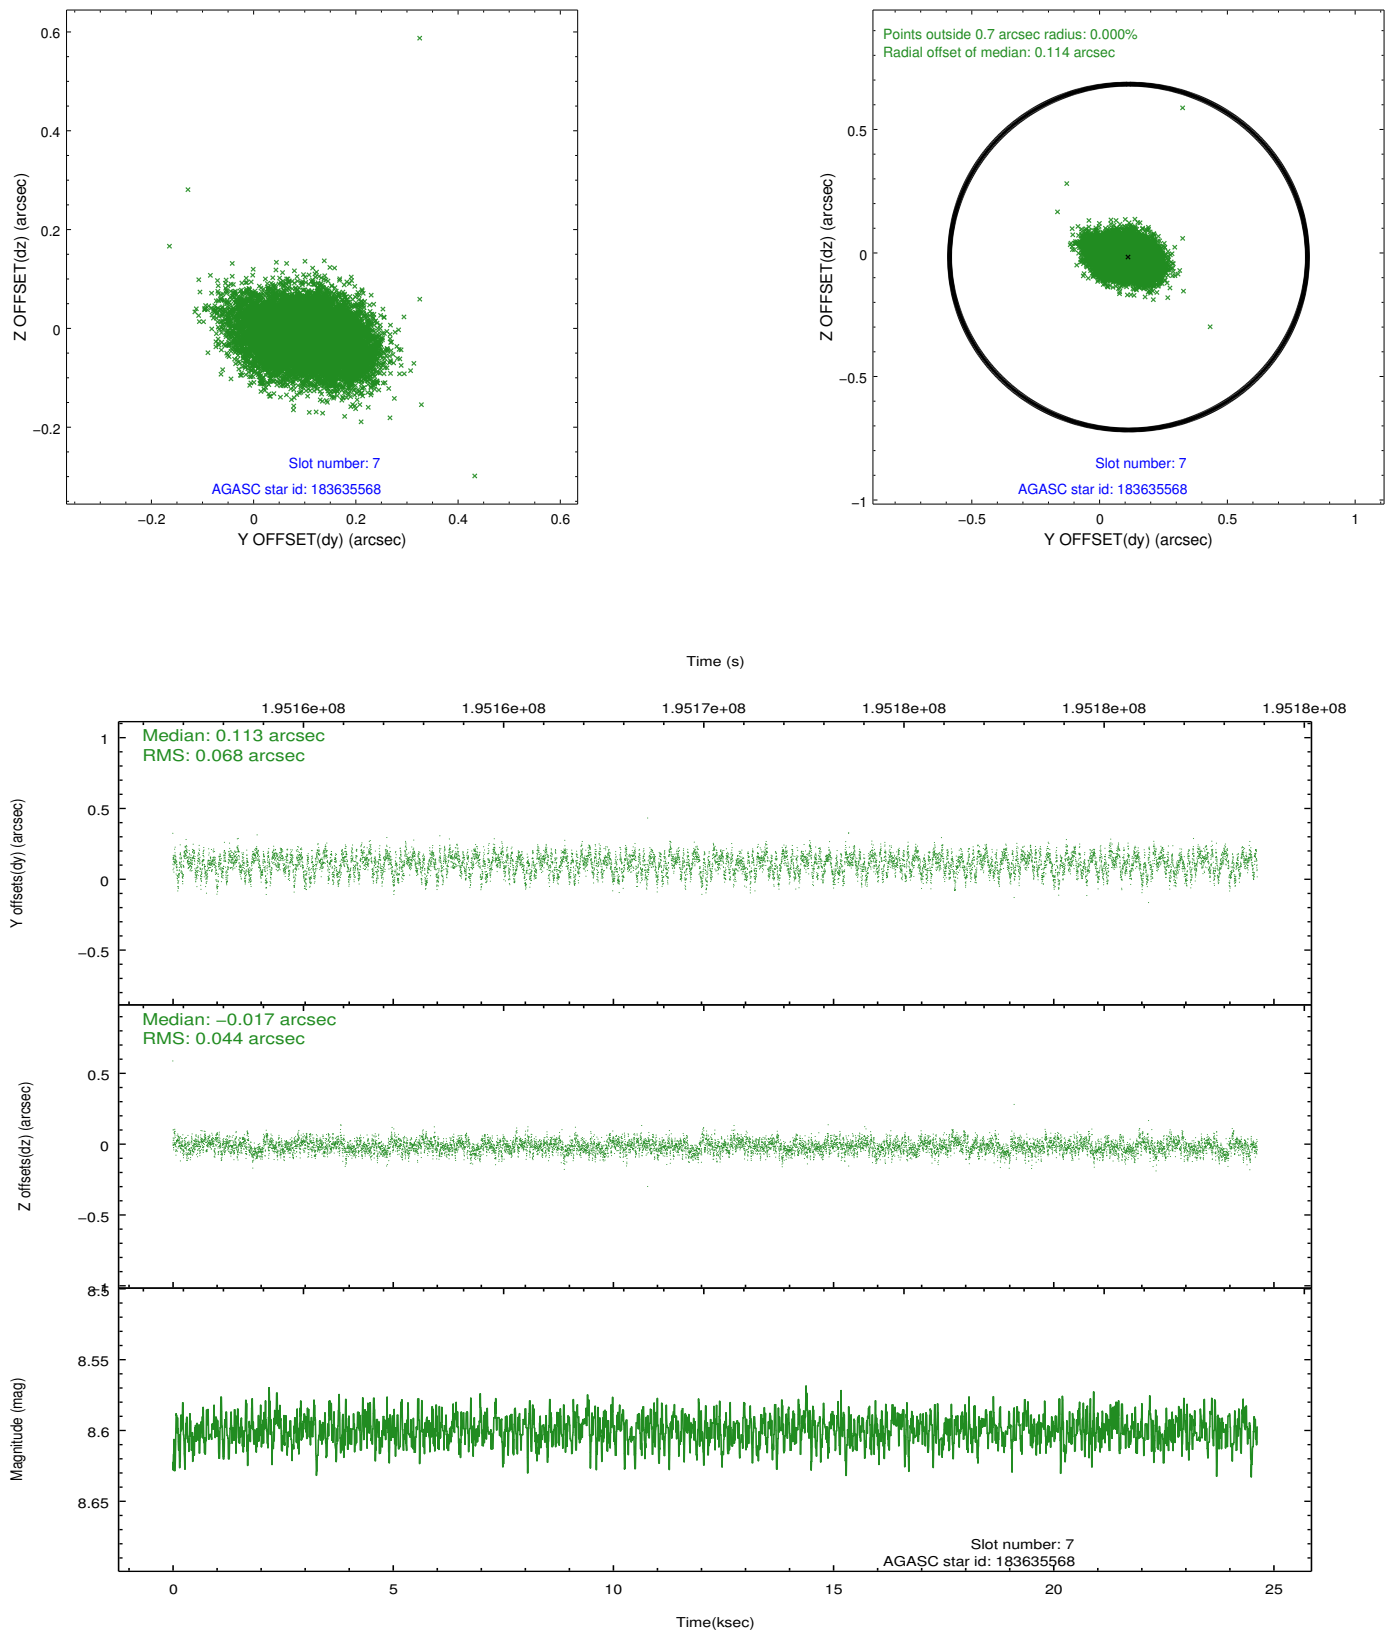 0.6
0.4
0.2
0
−0.2
−0.2
0
0.2
0.4
0.6
Z OFFSET(dz) (arcsec)
Y OFFSET(dy) (arcsec)
Slot number: 7
AGASC star id: 183635568
Points outside 0.7 arcsec radius: 0.000%
Radial offset of median: 0.114 arcsec
0.5
0
−0.5
−1
−0.5
0
0.5
1
Z OFFSET(dz) (arcsec)
Y OFFSET(dy) (arcsec)
Slot number: 7
AGASC star id: 183635568
Time (s)
1.9516e+08
1.9516e+08
1.9517e+08
1.9518e+08
1.9518e+08
1.9518e+08
Median: 0.113 arcsec
RMS: 0.068 arcsec
1
0.5
0
−0.5
Y offsets(dy) (arcsec)
Median: −0.017 arcsec
RMS: 0.044 arcsec
0.5
0
−0.5
−1
Z offsets(dz) (arcsec)
8.5
8.55
8.6
8.65
Magnitude (mag)
Slot number: 7
AGASC star id: 183635568
0
5
10
15
20
25
Time(ksec)